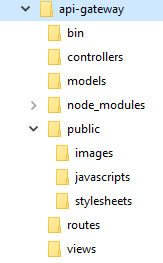 api-gateway
bin
controllers
models
node_modules
public
images
javascripts
stylesheets
routes
views